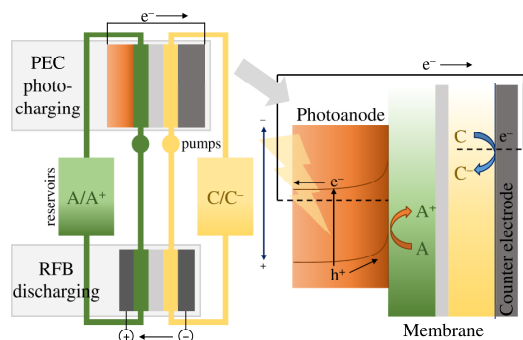 e⁻
PEC
photo-
charging
pumps
reservoirs
A/A⁺
C/C⁻
RFB
discharging
+
−
e⁻
e⁻
Photoanode
−
+
e⁻
h⁺
A⁺
A
C
C⁻
e⁻
Counter electrode
Membrane